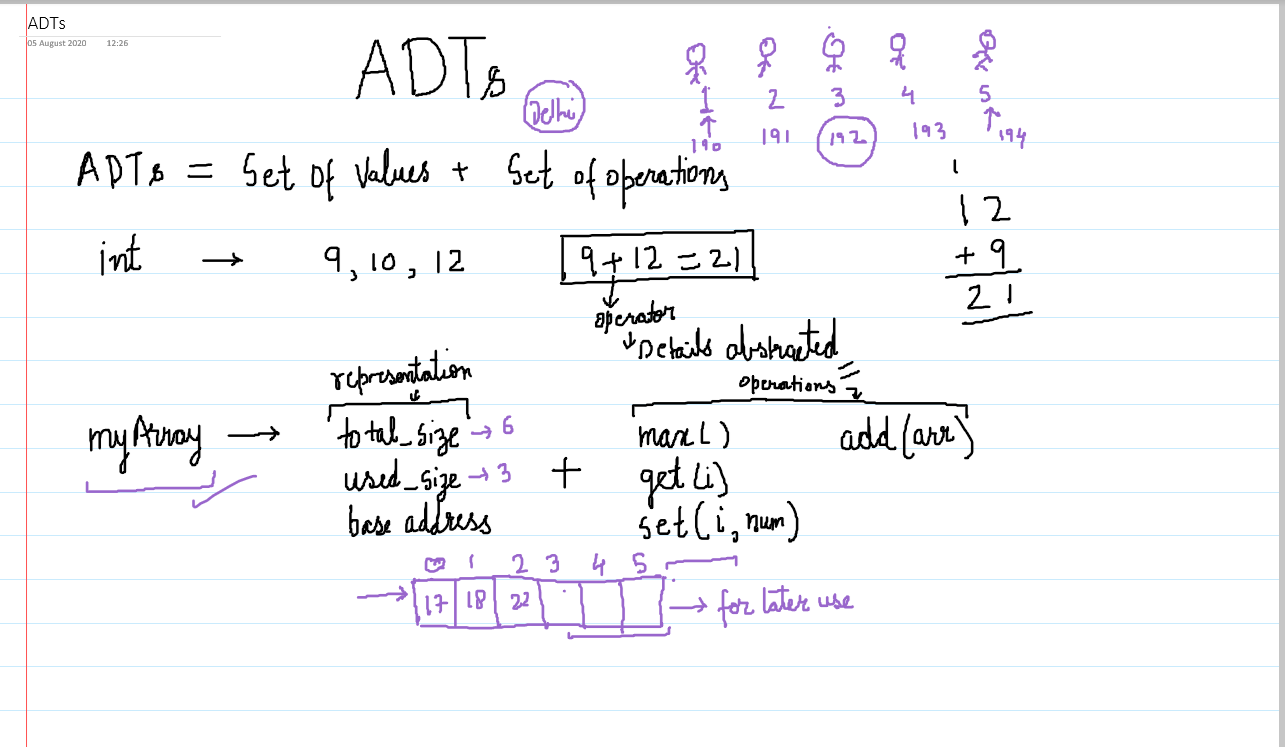 ADTs
05 August 2020 12:26
ADTs
Delhi
1 2 3 4 5
190 191 192 193 194
ADTs = Set of Values + Set of operations
1
12
+ 9
21
int → 9, 10, 12 9+12 = 21
operator
↓ Details abstracted
representation
operations
myArray → total_size → 6
used_size → 3
base address
+
max()
get(i)
set(i, num)
add(arr)
0 1 2 3 4 5
→ 17 18 22 → for later use